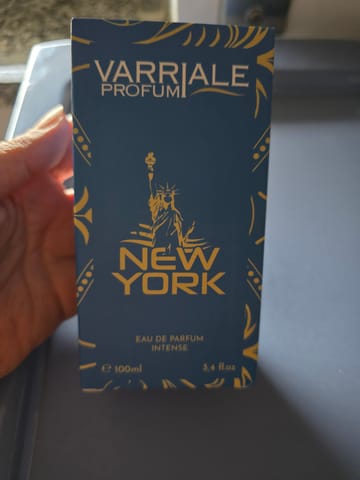 VARRIALE
PROFUMI
NEW
YORK
EAU DE PARFUM
INTENSE
℮ 100ml 3,4 fl.oz